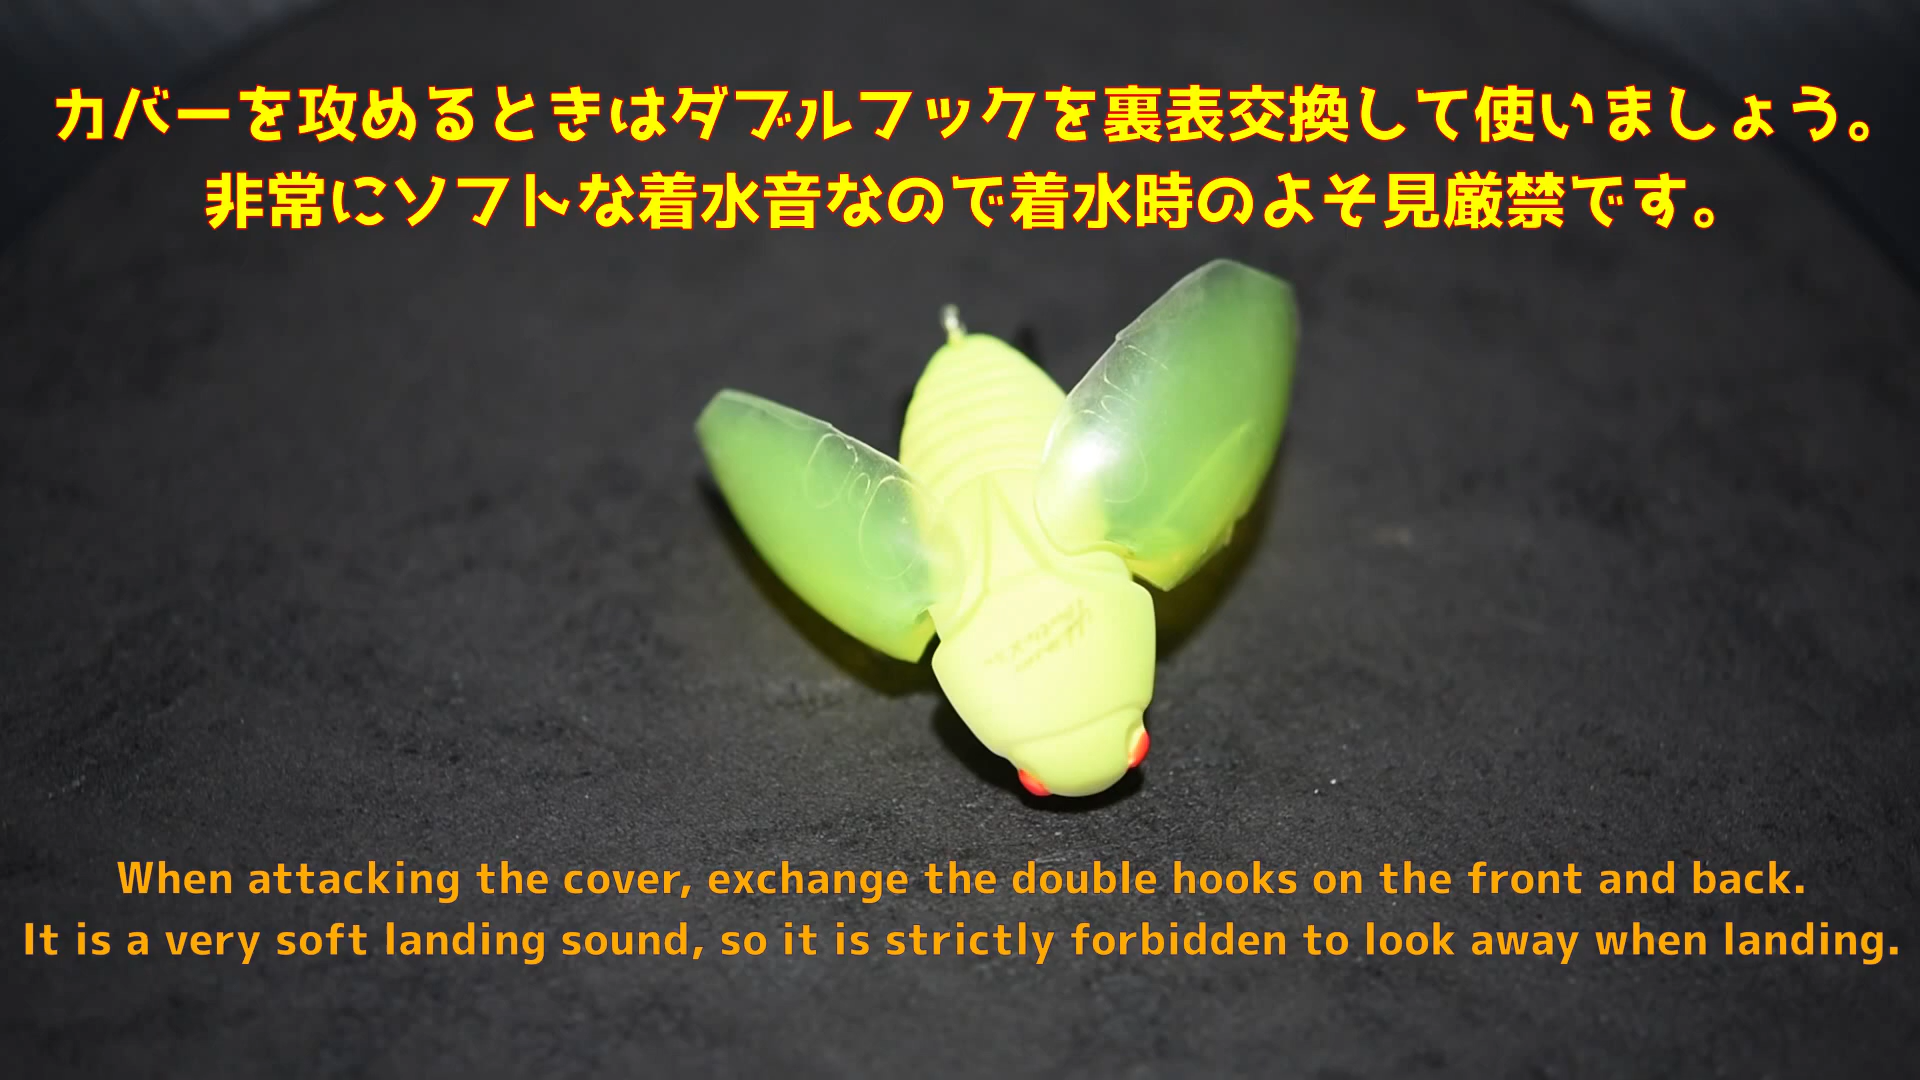 カバーを攻めるときはダブルフックを裏表交換して使いましょう。
非常にソフトな着水音なので着水時のよそ見厳禁です。
When attacking the cover, exchange the double hooks on the front and back.
It is a very soft landing sound, so it is strictly forbidden to look away when landing.